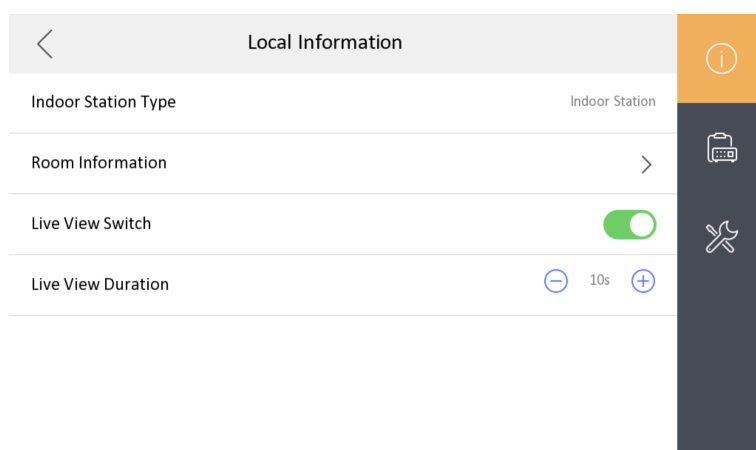 Local Information
Indoor Station Type
Indoor Station
Room Information
Live View Switch
Live View Duration
10s